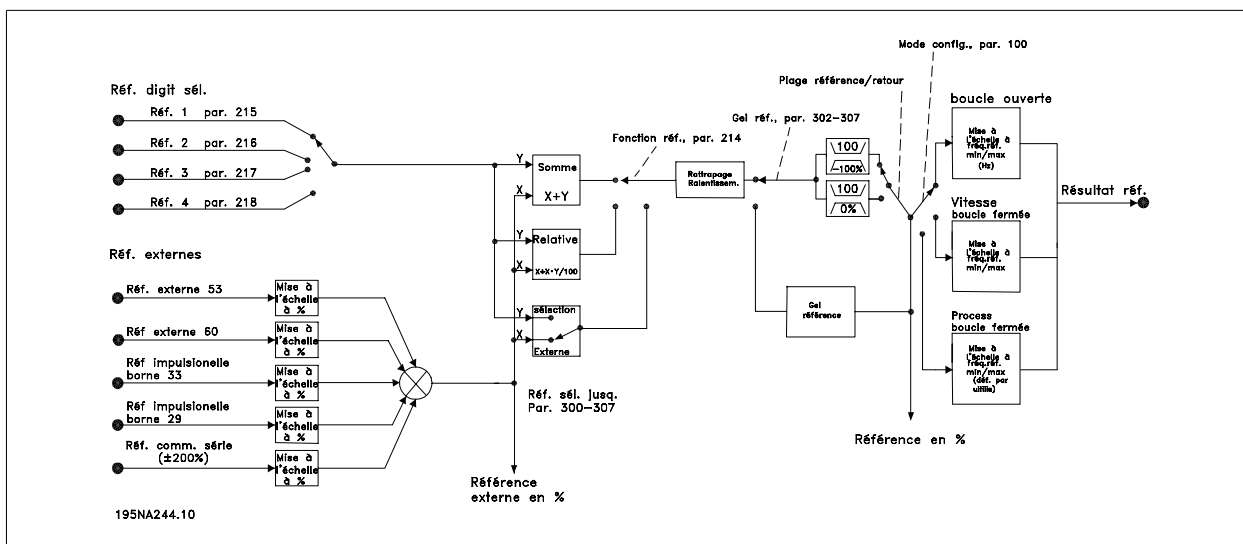 Réf. digit sél.
Réf. 1 par. 215
Réf. 2 par. 216
Réf. 3 par. 217
Réf. 4 par. 218
Réf. externes
Réf. externe 53
Mise à
l'échelle
à %
Réf externe 60
Mise à
l'échelle
à %
Réf impulsionelle
borne 33
Mise à
l'échelle
à %
Réf impulsionelle
borne 29
Mise à
l'échelle
à %
Réf. comm. série
(±200%)
Mise à
l'échelle
à %
195NA244.10
Y
X
Somme
X+Y
Y
X
Relative
X+X·Y/100
Y
X
sélection
Externe
Réf. sél. jusq.
Par. 300-307
Référence
externe en %
Fonction réf., par. 214
Rattrapage
Ralentissem.
Gel réf., par. 302-307
Plage référence/retour
Mode config., par. 100
100
-100%
100
0%
Gel
référence
Référence en %
boucle ouverte
Mise à
l'échelle à
fréq.réf.
min/max
(Hz)
Vitesse
boucle fermée
Mise à
l'échelle à
fréq.réf.
min/max
Process
boucle fermée
Mise à
l'échelle à
fréq.réf.
min/max
(déf. par
utilis)
Résultat réf.